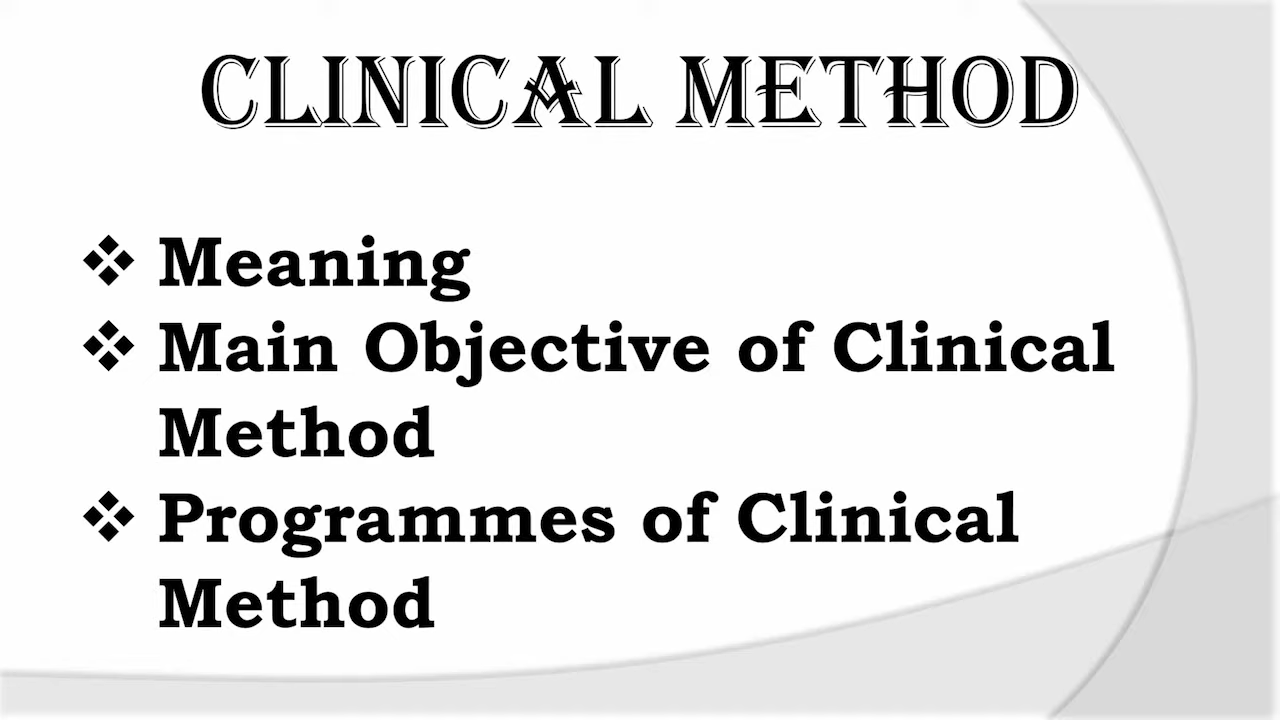 CLINICAL METHOD
❖ Meaning
❖ Main Objective of Clinical
Method
❖ Programmes of Clinical
Method